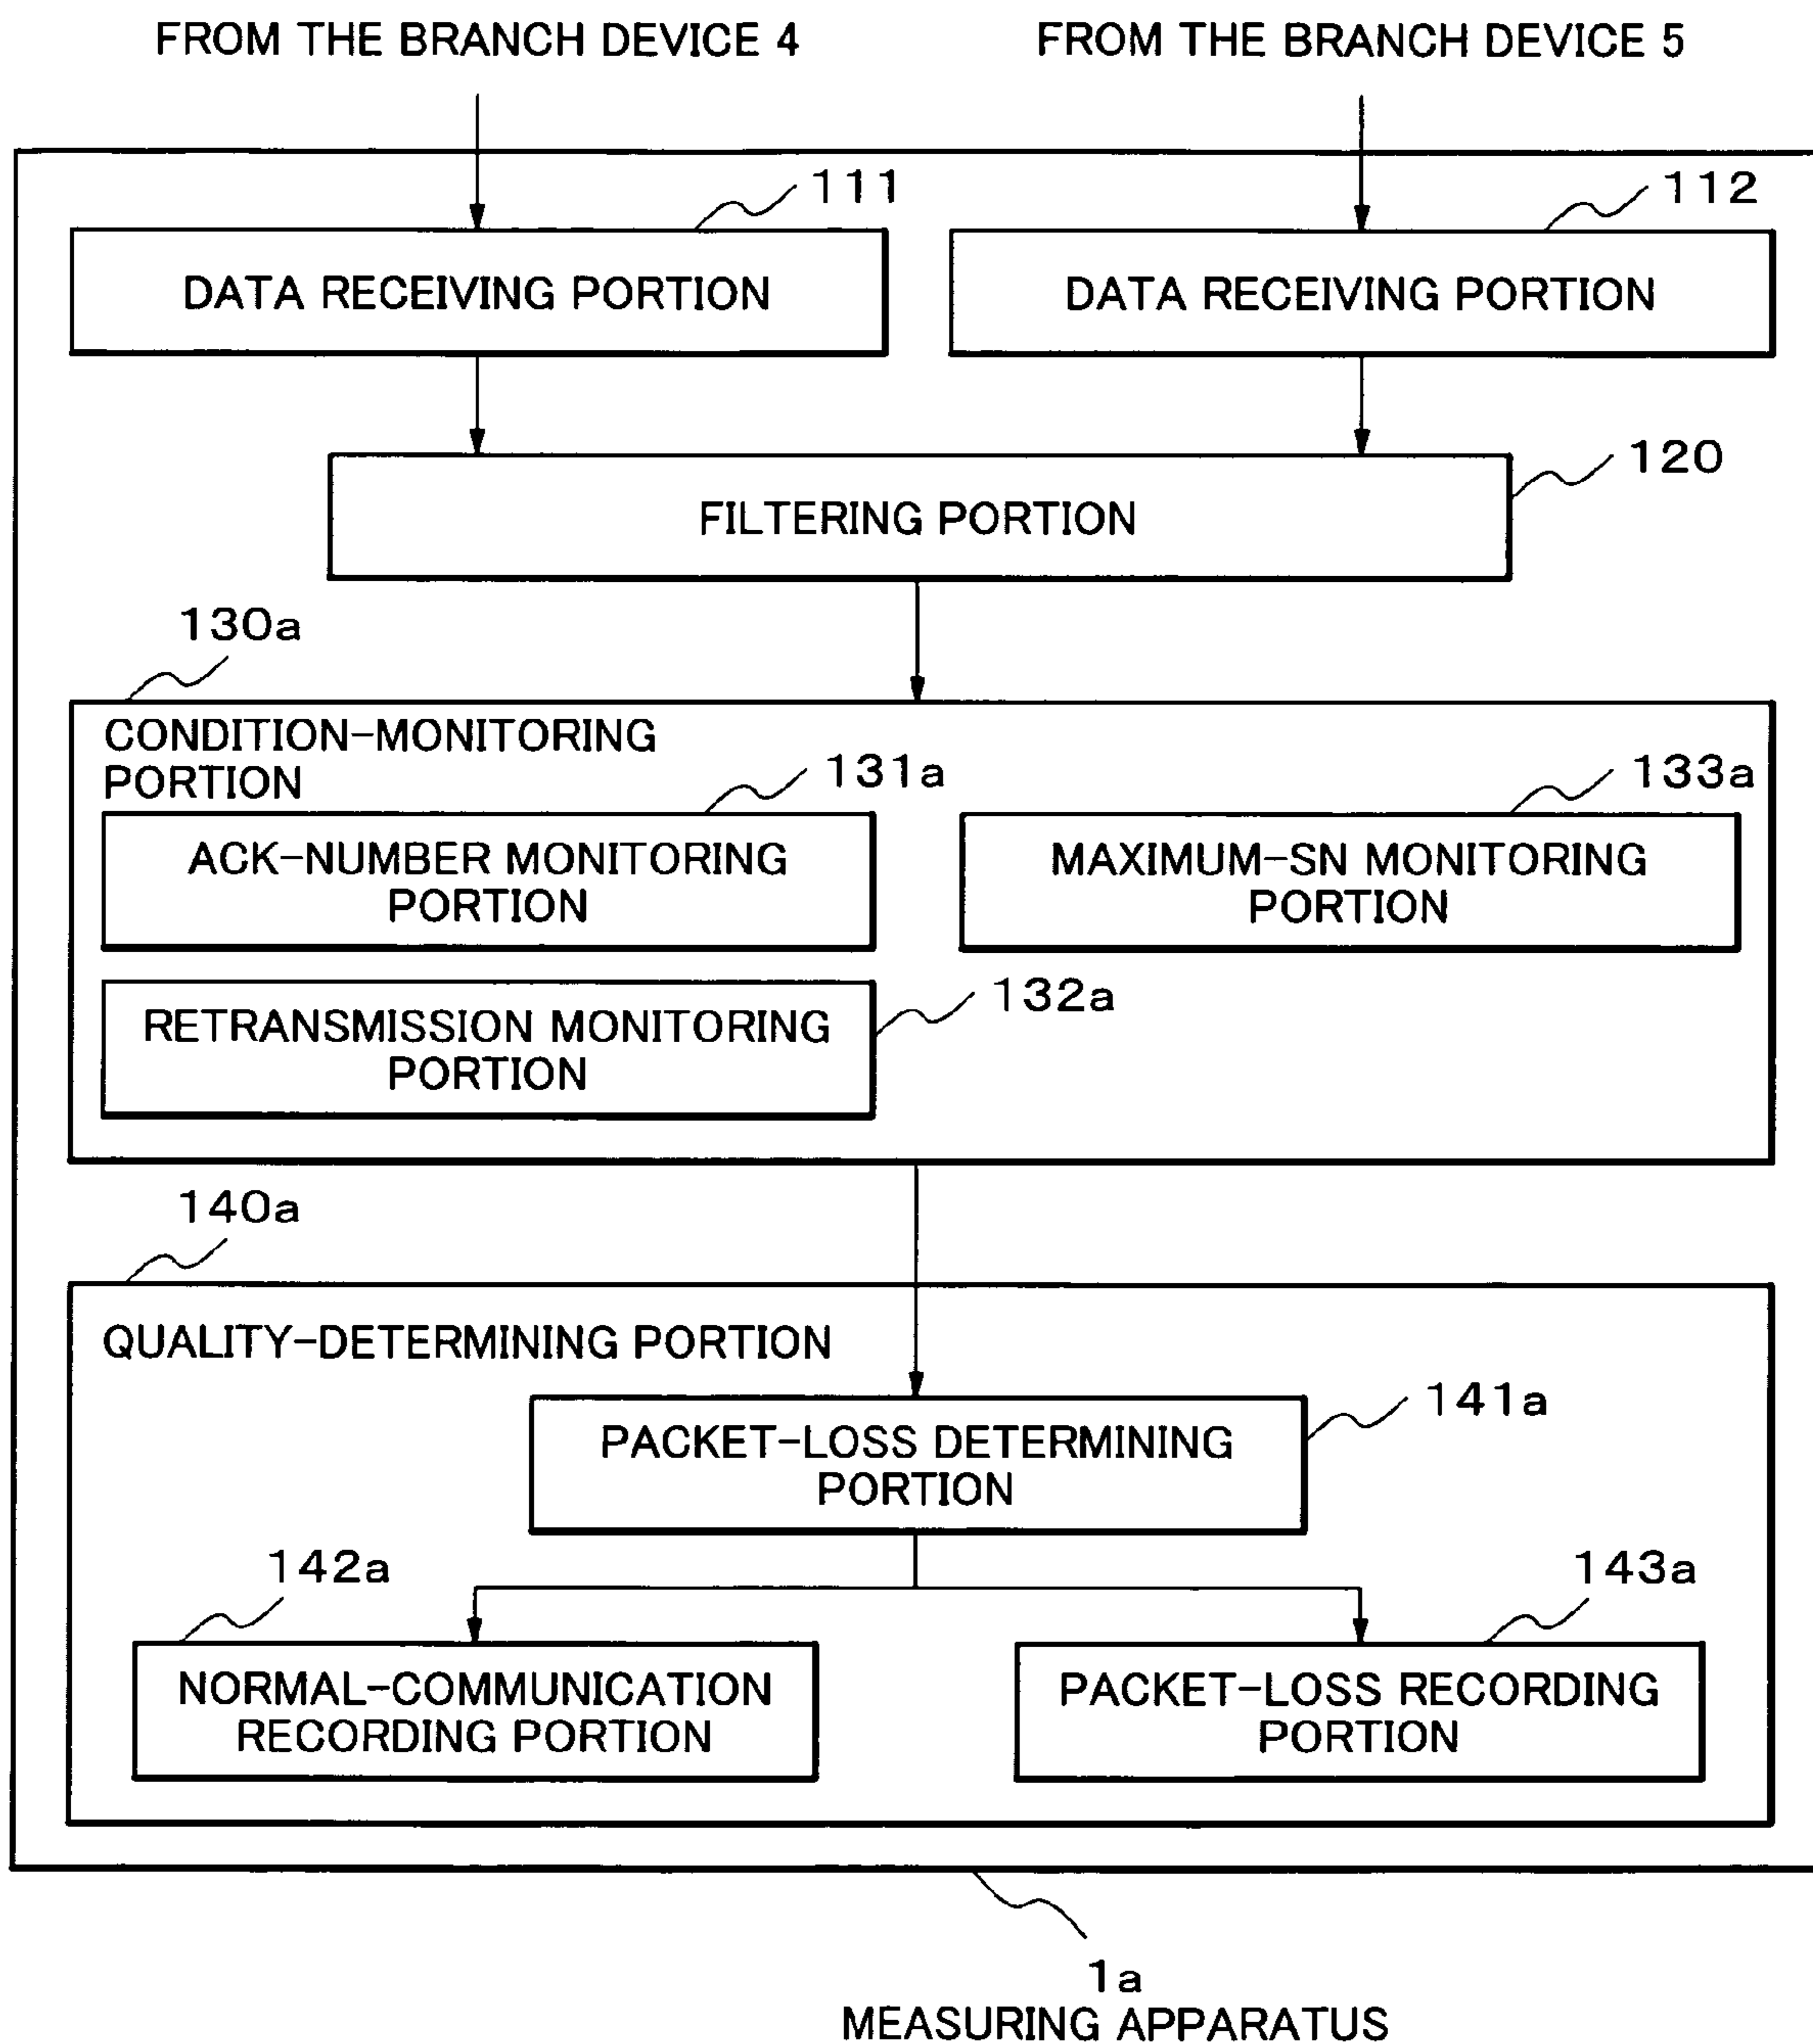 FROM THE BRANCH DEVICE 4
FROM THE BRANCH DEVICE 5
111
112
DATA RECEIVING PORTION
DATA RECEIVING PORTION
120
FILTERING PORTION
130a
CONDITION-MONITORING
PORTION
131a
133a
ACK-NUMBER MONITORING
PORTION
MAXIMUM-SN MONITORING
PORTION
132a
RETRANSMISSION MONITORING
PORTION
140a
QUALITY-DETERMINING PORTION
141a
PACKET-LOSS DETERMINING
PORTION
142a
143a
NORMAL-COMMUNICATION
RECORDING PORTION
PACKET-LOSS RECORDING
PORTION
1a
MEASURING APPARATUS